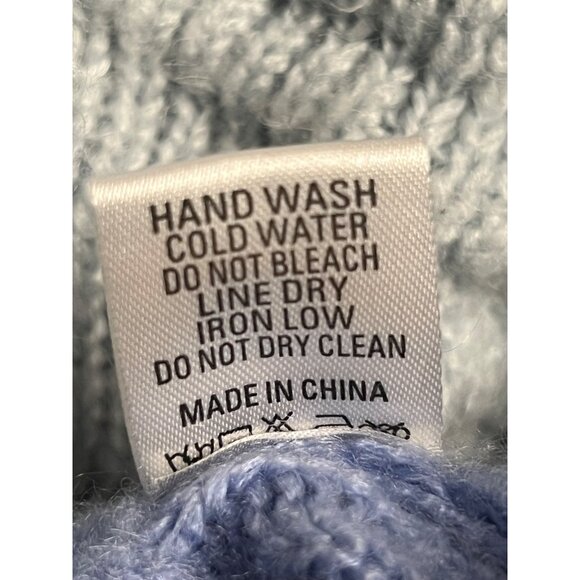 HAND WASH
COLD WATER
DO NOT BLEACH
LINE DRY
IRON LOW
DO NOT DRY CLEAN
MADE IN CHINA